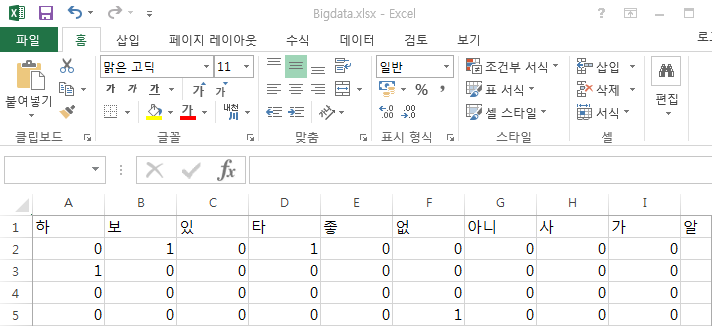 Bigdata.xlsx - Excel
파일 홈 삽입 페이지 레이아웃 수식 데이터 검토 보기 로
붙여넣기 맑은 고딕 11 일반 조건부 서식 삽입 편집
가 가 가 가 가 % , 표 서식 삭제
가 가 내천 .00 .0 셀 스타일 서식
클립보드 글꼴 맞춤 표시 형식 스타일 셀
fx
A B C D E F G H I
1 하 보 있 타 좋 없 아니 사 가 알
2 0 1 0 1 0 0 0 0 0
3 1 0 0 0 0 0 0 0 0
4 0 0 0 0 0 0 0 0 0
5 0 0 0 0 0 1 0 0 0